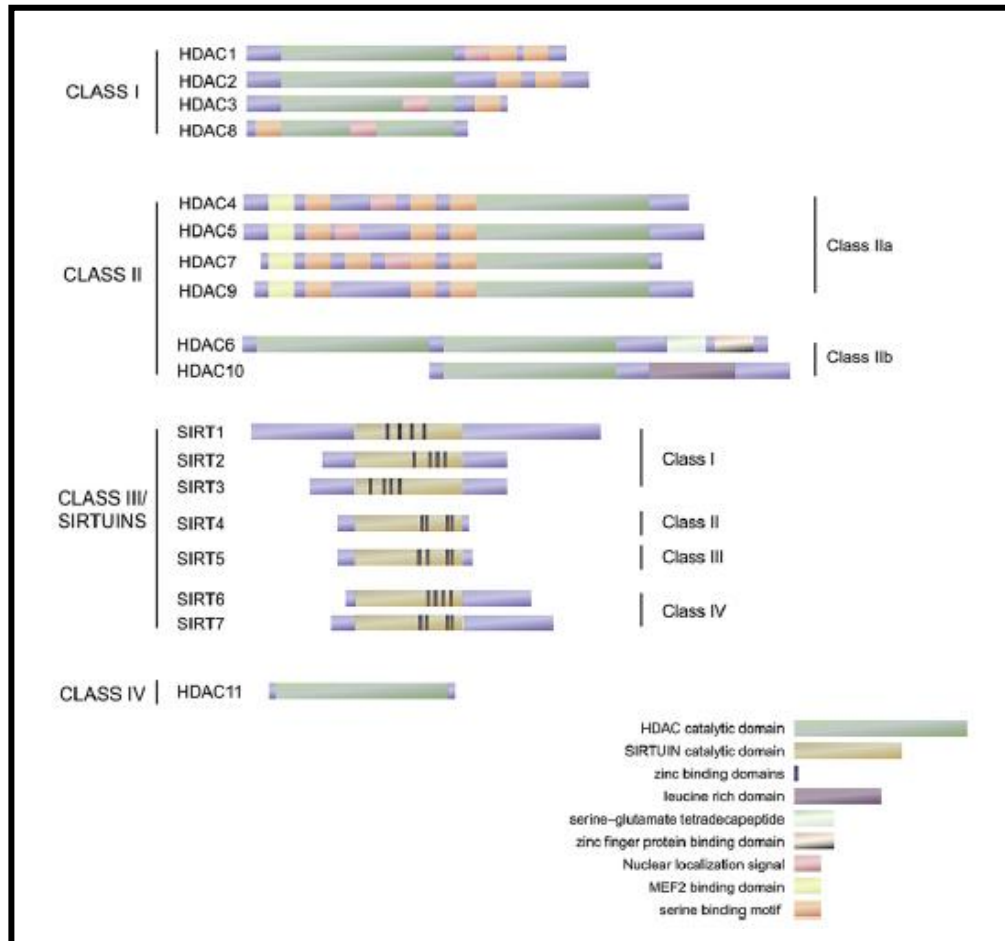 HDAC1
HDAC2
CLASS I
HDAC3
HDAC8
HDAC4
HDAC5
Class IIa
CLASS II
HDAC7
HDAC9
HDAC6
Class IIb
HDAC10
SIRT1
SIRT2
Class I
SIRT3
CLASS III/
SIRTUINS
SIRT4
Class II
SIRT5
Class III
SIRT6
Class IV
SIRT7
CLASS IV
HDAC11
HDAC catalytic domain
SIRTUIN catalytic domain
zinc binding domains
leucine rich domain
serine-glutamate tetradecapeptide
zinc finger protein binding domain
Nuclear localization signal
MEF2 binding domain
serine binding motif